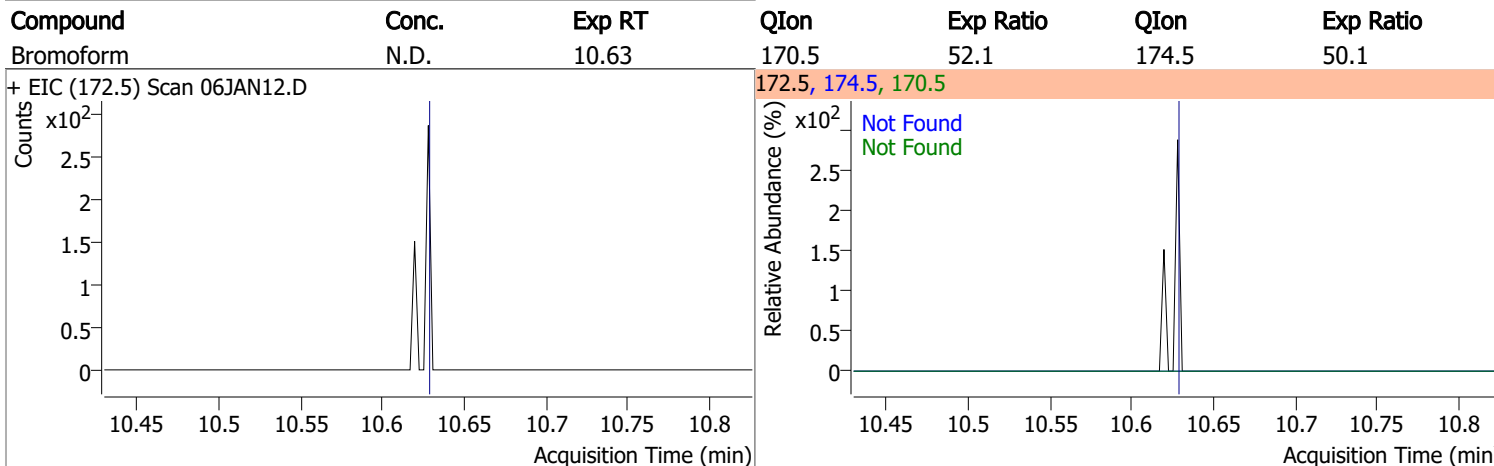 Compound Conc. Exp RT QIon Exp Ratio QIon Exp Ratio
Bromoform N.D. 10.63 170.5 52.1 174.5 50.1
+ EIC (172.5) Scan 06JAN12.D
Counts
x10²
2.5
2
1.5
1
0.5
0
10.45 10.5 10.55 10.6 10.65 10.7 10.75 10.8
Acquisition Time (min)
172.5, 174.5, 170.5
Relative Abundance (%)
x10²
Not Found
Not Found
2.5
2
1.5
1
0.5
0
10.45 10.5 10.55 10.6 10.65 10.7 10.75 10.8
Acquisition Time (min